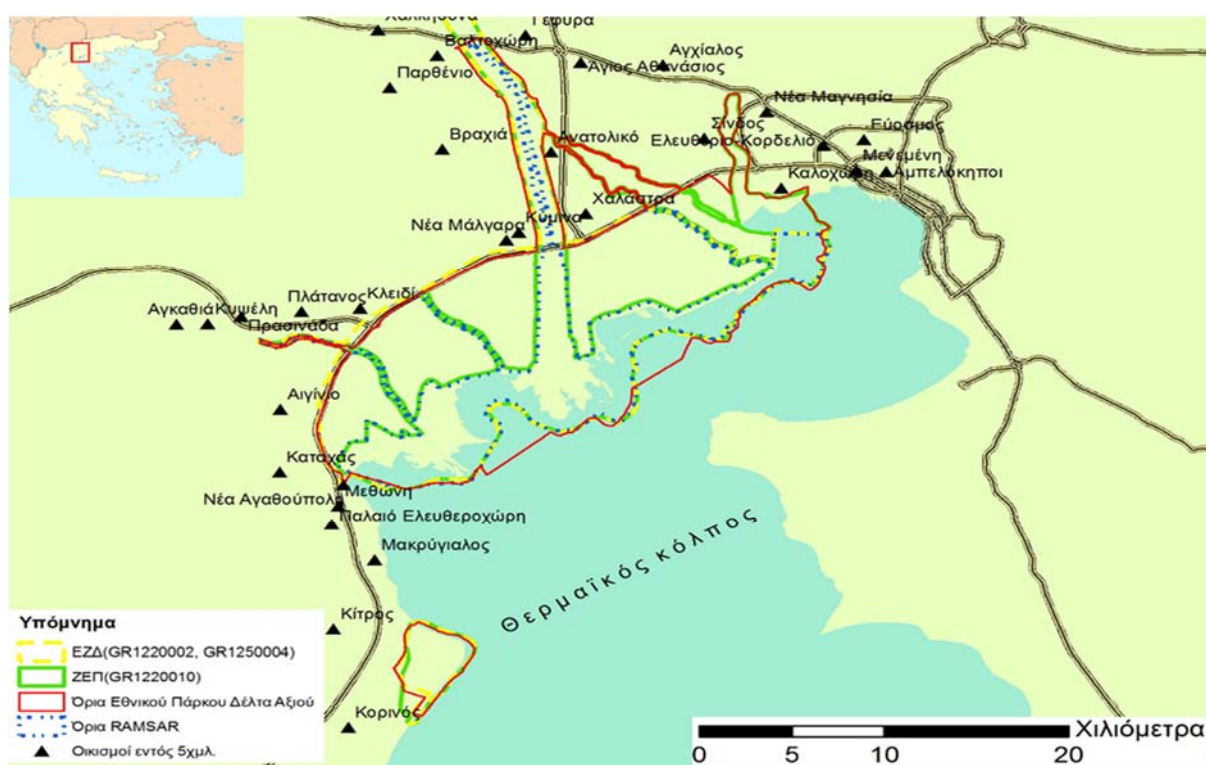 Χαλκηδόνα
Γέφυρα
Βαλτοχώρι
Παρθένιο
Αγχίαλος
Άγιος Αθανάσιος
Νέα Μαγνησία
Βραχιά
Ανατολικό
Σίνδος
Ελευθέριο-Κορδελιό
Εύοσμος
Μενεμένη
Αμπελόκηποι
Καλοχώρι
Χαλάστρα
Κύμινα
Νέα Μάλγαρα
Κλειδί
Πλάτανος
Αγκαθιά
Κυψέλη
Πρασινάδα
Αιγίνιο
Καταχάς
Μεθώνη
Νέα Αγαθούπολη
Παλαιό Ελευθεροχώρη
Μακρύγιαλος
Θερμαϊκός κόλπος
Κίτρος
Κορινός
Υπόμνημα
ΕΖΔ(GR1220002, GR1250004)
ΖΕΠ(GR1220010)
Όρια Εθνικού Πάρκου Δέλτα Αξιού
Όρια RAMSAR
Οικισμοί εντός 5χμλ.
Χιλιόμετρα
0 5 10 20